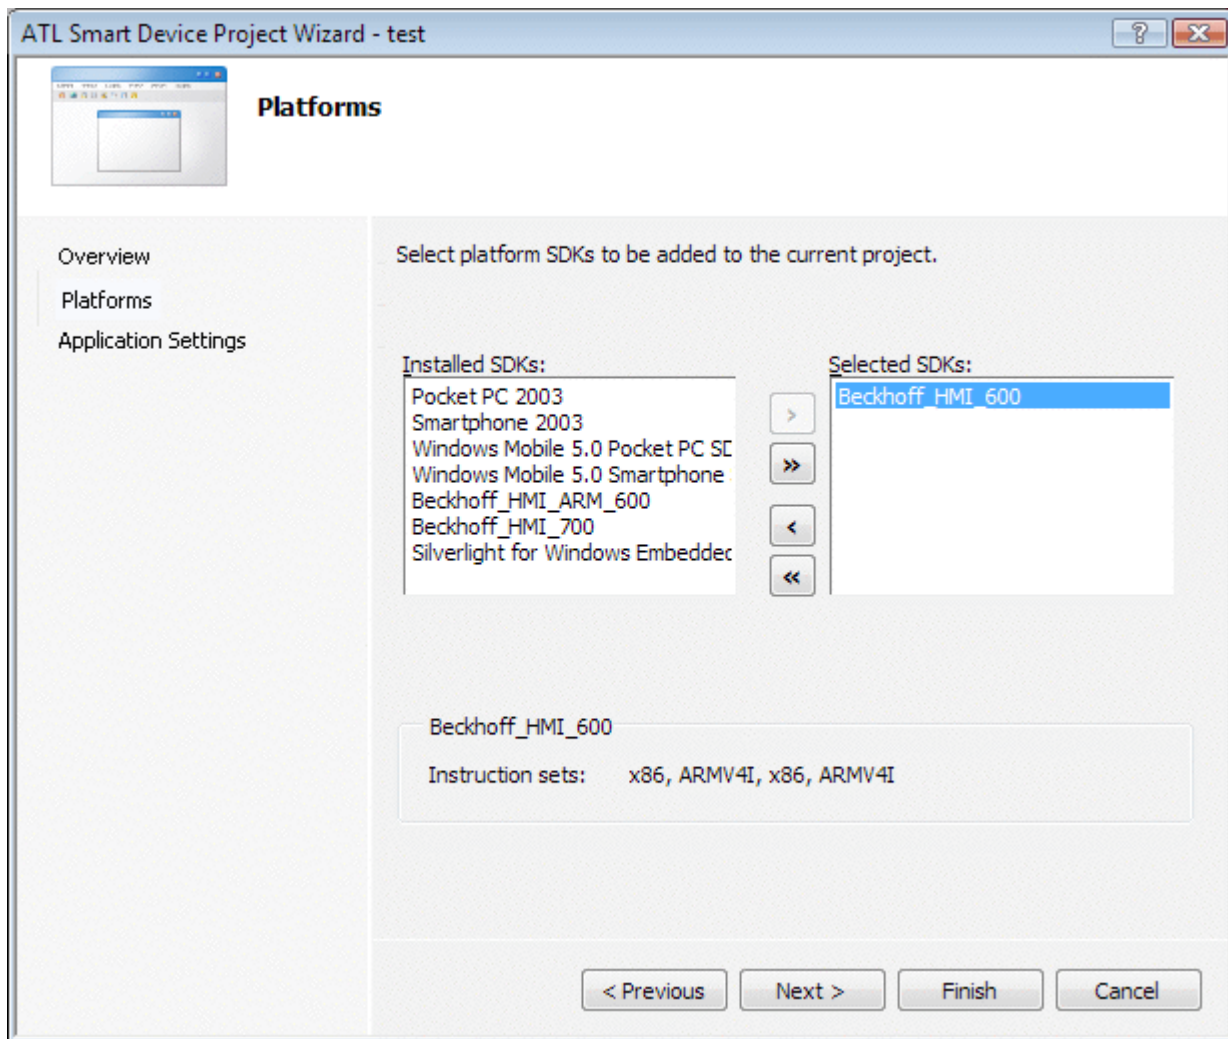 ATL Smart Device Project Wizard - test
Platforms
Overview
Platforms
Application Settings
Select platform SDKs to be added to the current project.
Installed SDKs:
Pocket PC 2003
Smartphone 2003
Windows Mobile 5.0 Pocket PC
Windows Mobile 5.0 Smartphone
Beckhoff_HMI_ARM_600
Beckhoff_HMI_700
Silverlight for Windows
>
>>
<
<<
Selected SDKs:
Beckhoff_HMI_600
Beckhoff_HMI_600
Instruction sets: x86, ARMV4I, x86, ARMV4I
< Previous
Next >
Finish
Cancel